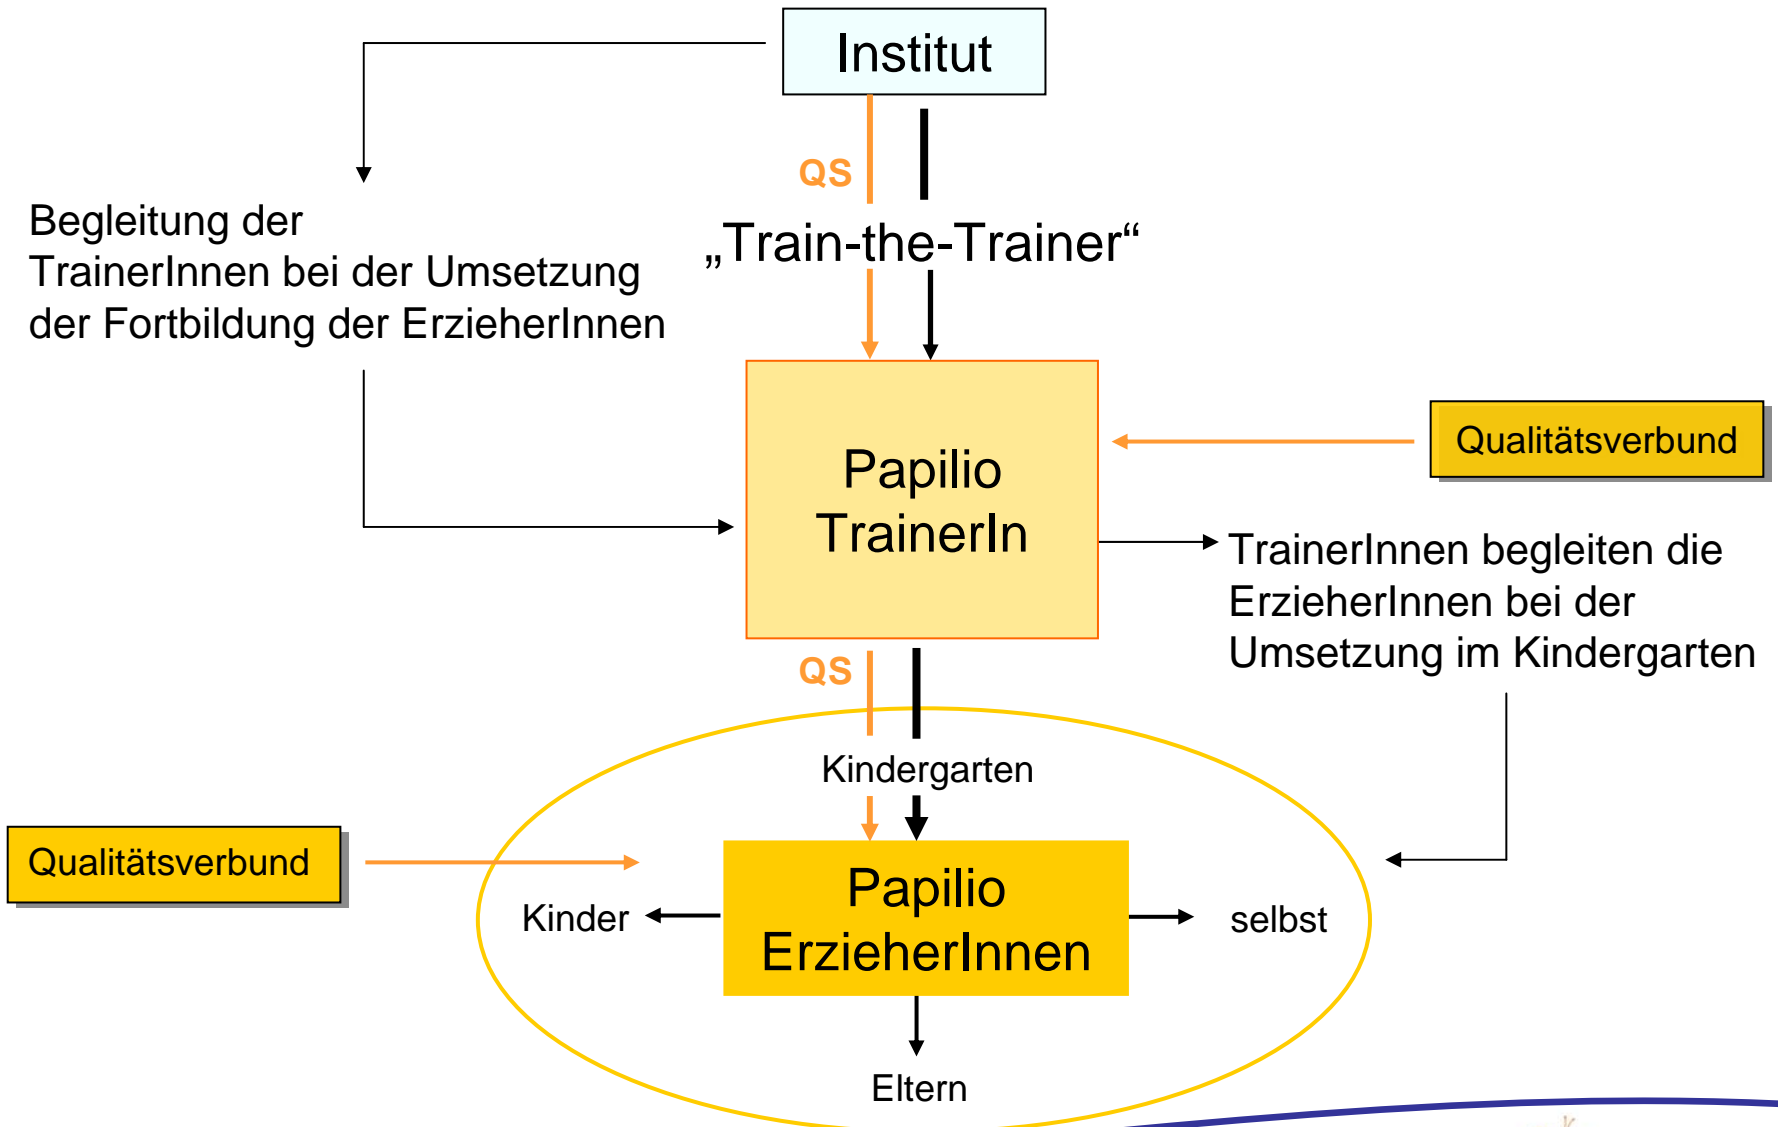 Institut
QS
„Train-the-Trainer“
Begleitung der
TrainerInnen bei der Umsetzung
der Fortbildung der ErzieherInnen
Papilio
TrainerIn
Qualitätsverbund
TrainerInnen begleiten die
ErzieherInnen bei der
Umsetzung im Kindergarten
QS
Kindergarten
Qualitätsverbund
Kinder
Papilio
ErzieherInnen
selbst
Eltern